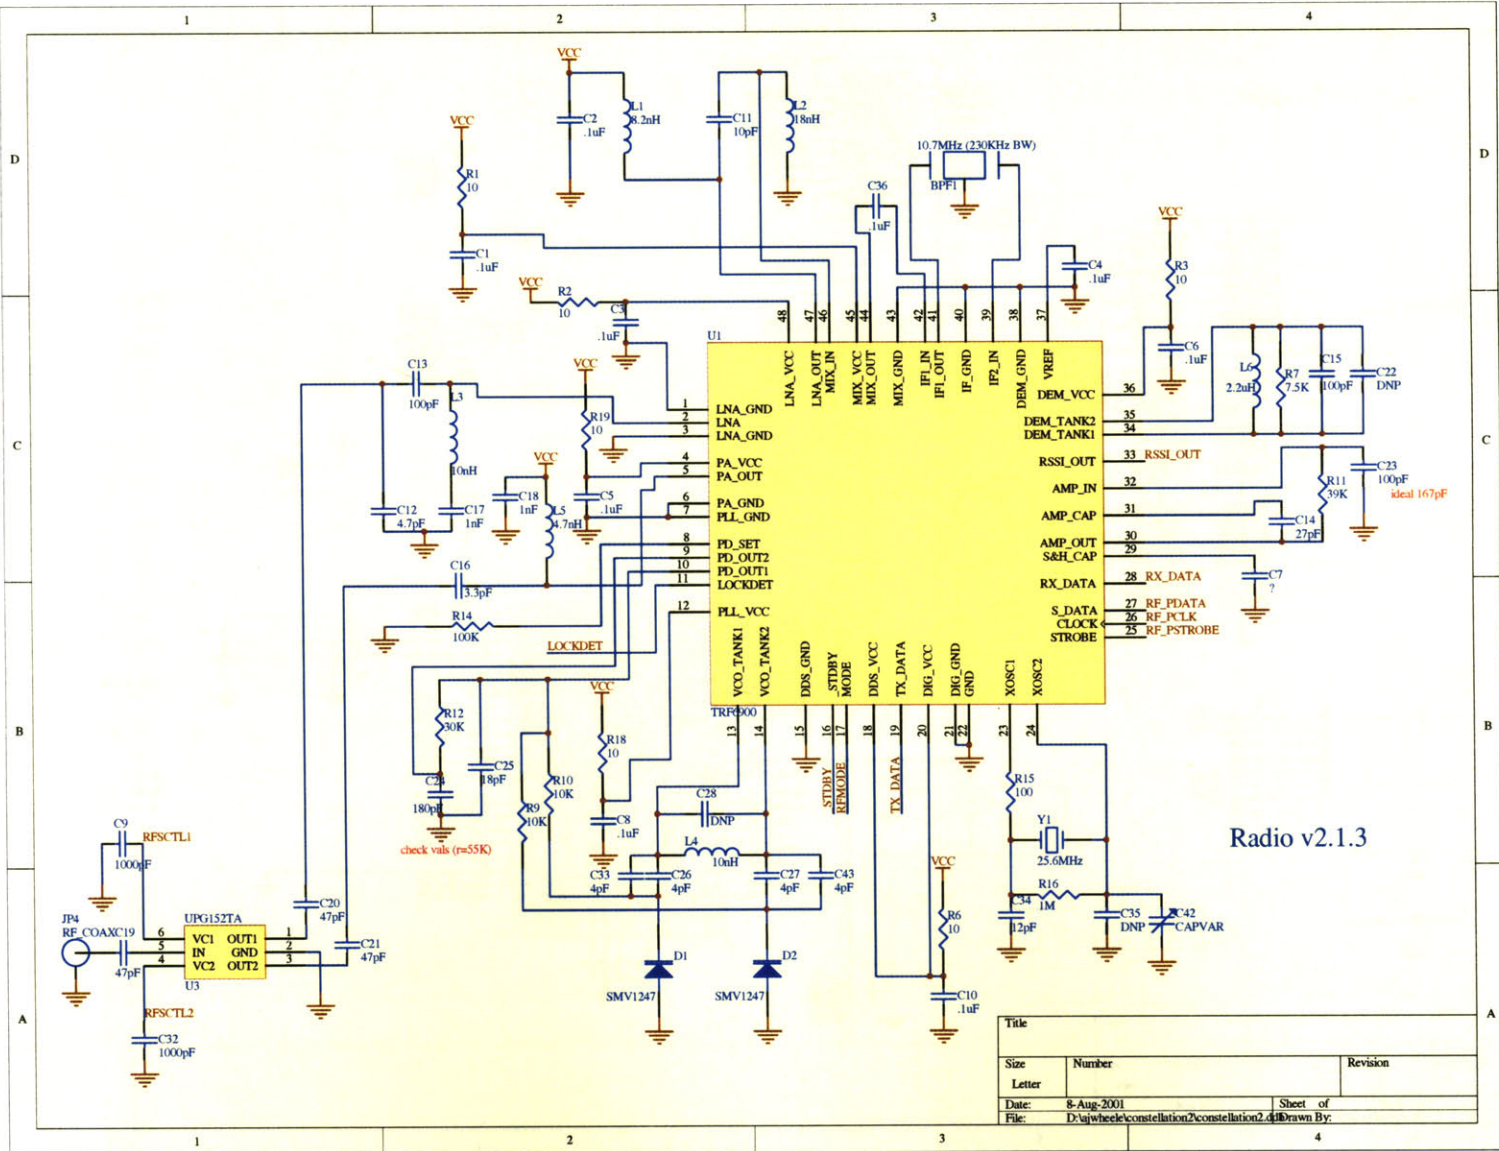 1
2
3
4
D
D
C
C
B
B
A
A
1
2
3
4
VCC
C2
.1uF
L1
8.2nH
C11
10pF
L2
18nH
VCC
R1
10
C1
.1uF
10.7MHz (230KHz BW)
BPF1
C36
.1uF
C4
.1uF
VCC
R3
10
C6
.1uF
VCC
R2
10
C3
.1uF
L6
2.2uH
R7
7.5K
C15
100pF
C22
DNP
C13
100pF
L3
10nH
C12
4.7pF
C17
1nF
VCC
R19
10
C5
.1uF
VCC
C18
1nF
L5
4.7nH
C16
3.3pF
R14
100K
LOCKDET
U1
48
47
46
45
44
43
42
41
40
39
38
37
LNA_VCC
LNA_OUT
MIX_IN
MIX_VCC
MIX_OUT
MIX_GND
IF1_IN
IF1_OUT
IF_GND
IF2_IN
DEM_GND
VREF
1 LNA_GND
2 LNA
3 LNA_GND
4 PA_VCC
5 PA_OUT
6 PA_GND
7 PLL_GND
8 PD_SET
9 PD_OUT2
10 PD_OUT1
11 LOCKDET
12 PLL_VCC
DEM_VCC 36
DEM_TANK2 35
DEM_TANK1 34
RSSI_OUT 33 RSSI_OUT
AMP_IN 32
AMP_CAP 31
AMP_OUT 30
S&H_CAP 29
RX_DATA 28 RX_DATA
S_DATA 27 RF_PDATA
CLOCK 26 RF_PCLK
STROBE 25 RF_PSTROBE
VCO_TANK1
VCO_TANK2
DDS_GND
_STDBY
MODE
DDS_VCC
TX_DATA
DIG_VCC
DIG_GND
GND
XOSC1
XOSC2
TRF6900
13
14
15
16
17
18
19
20
21
22
23
24
STDBY
RFMODE
TX_DATA
R11
39K
C23
100pF
ideal 167pF
C14
27pF
C7
?
R12
30K
C24
180pF
C25
18pF
check vals (r=55K)
R9
10K
R10
10K
VCC
R18
10
C8
.1uF
C28
DNP
L4
10nH
C33
4pF
C26
4pF
C27
4pF
C43
4pF
D1
SMV1247
D2
SMV1247
VCC
R6
10
C10
.1uF
R15
100
Y1
25.6MHz
R16
1M
C34
12pF
C35
DNP
C42
CAPVAR
Radio v2.1.3
C9
1000pF
RFSCTL1
JP4
RF_COAX
C19
47pF
UPG152TA
6 VC1 OUT1 1
5 IN GND 2
4 VC2 OUT2 3
U3
C20
47pF
C21
47pF
RFSCTL2
C32
1000pF
Title
Size
Letter
Number
Revision
Date: 8-Aug-2001
Sheet of
File: D:\ajwheele\constellation2\constellation2.ddb
Drawn By: